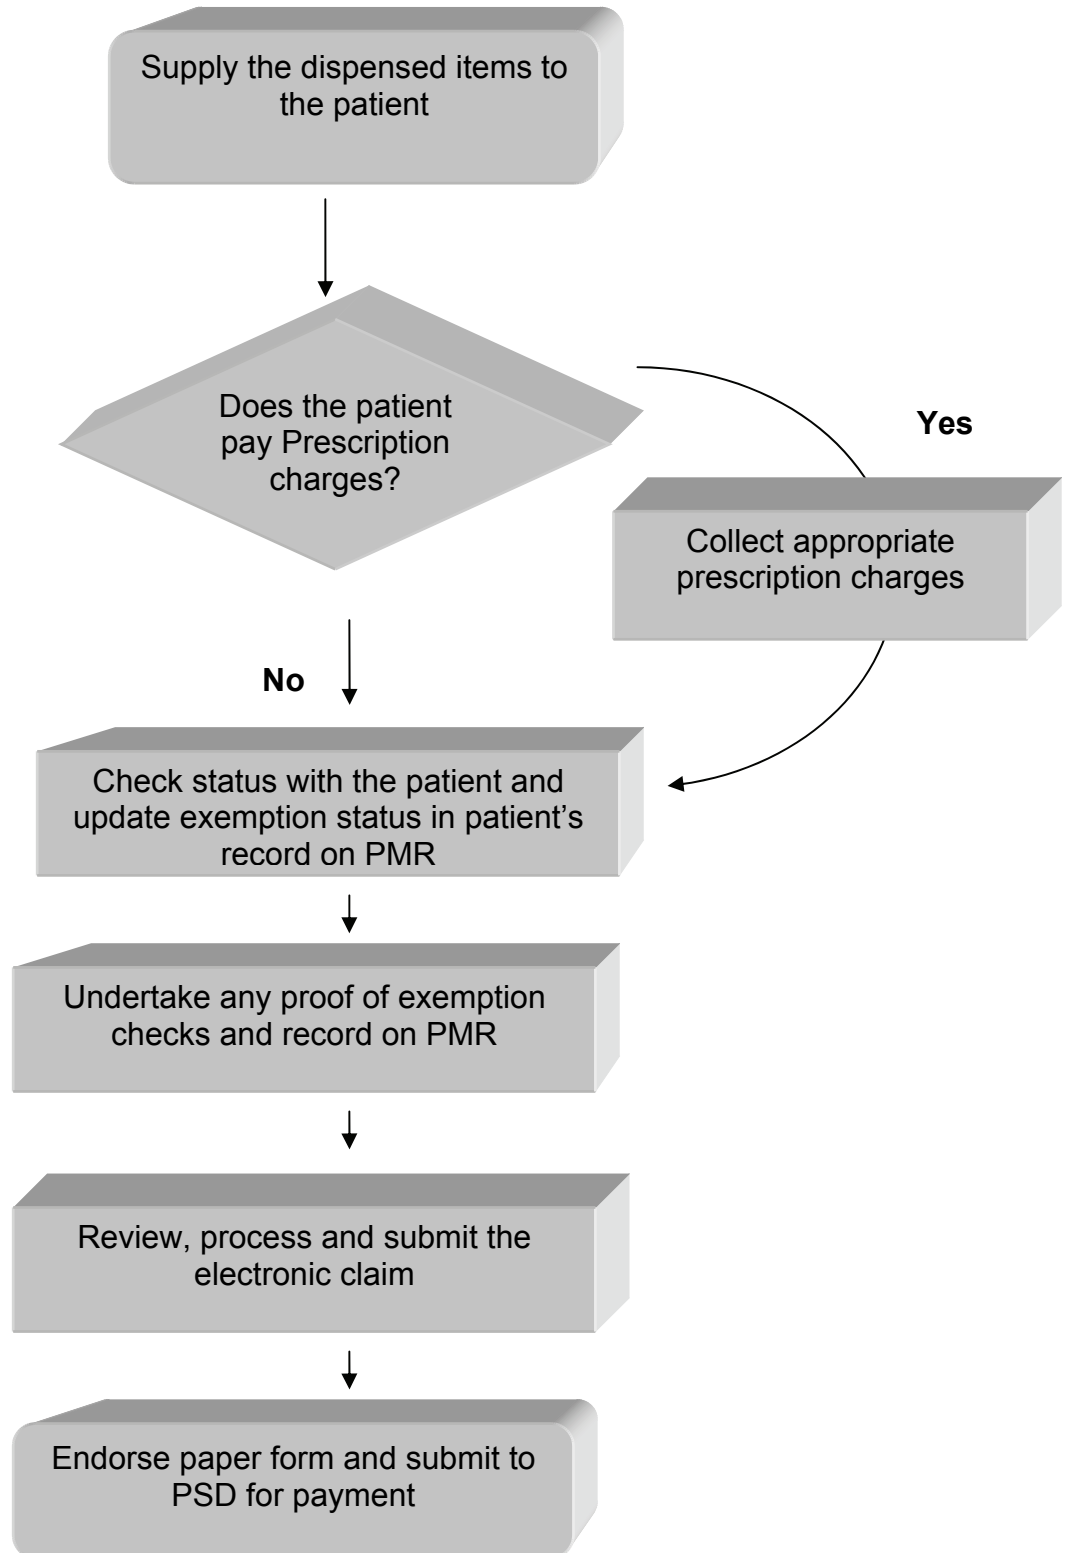 Supply the dispensed items to
the patient
Does the patient
pay Prescription
charges?
Yes
Collect appropriate
prescription charges
No
Check status with the patient and
update exemption status in patient’s
record on PMR
Undertake any proof of exemption
checks and record on PMR
Review, process and submit the
electronic claim
Endorse paper form and submit to
PSD for payment